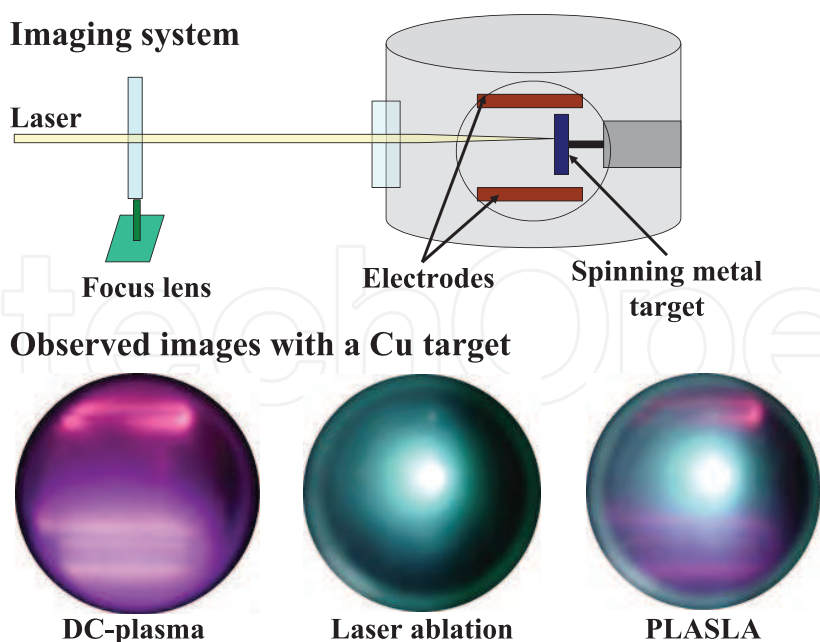 Imaging system
Laser
Focus lens
Electrodes
Spinning metal
target
techOpe
Observed images with a Cu target
DC-plasma
Laser ablation
PLASLA